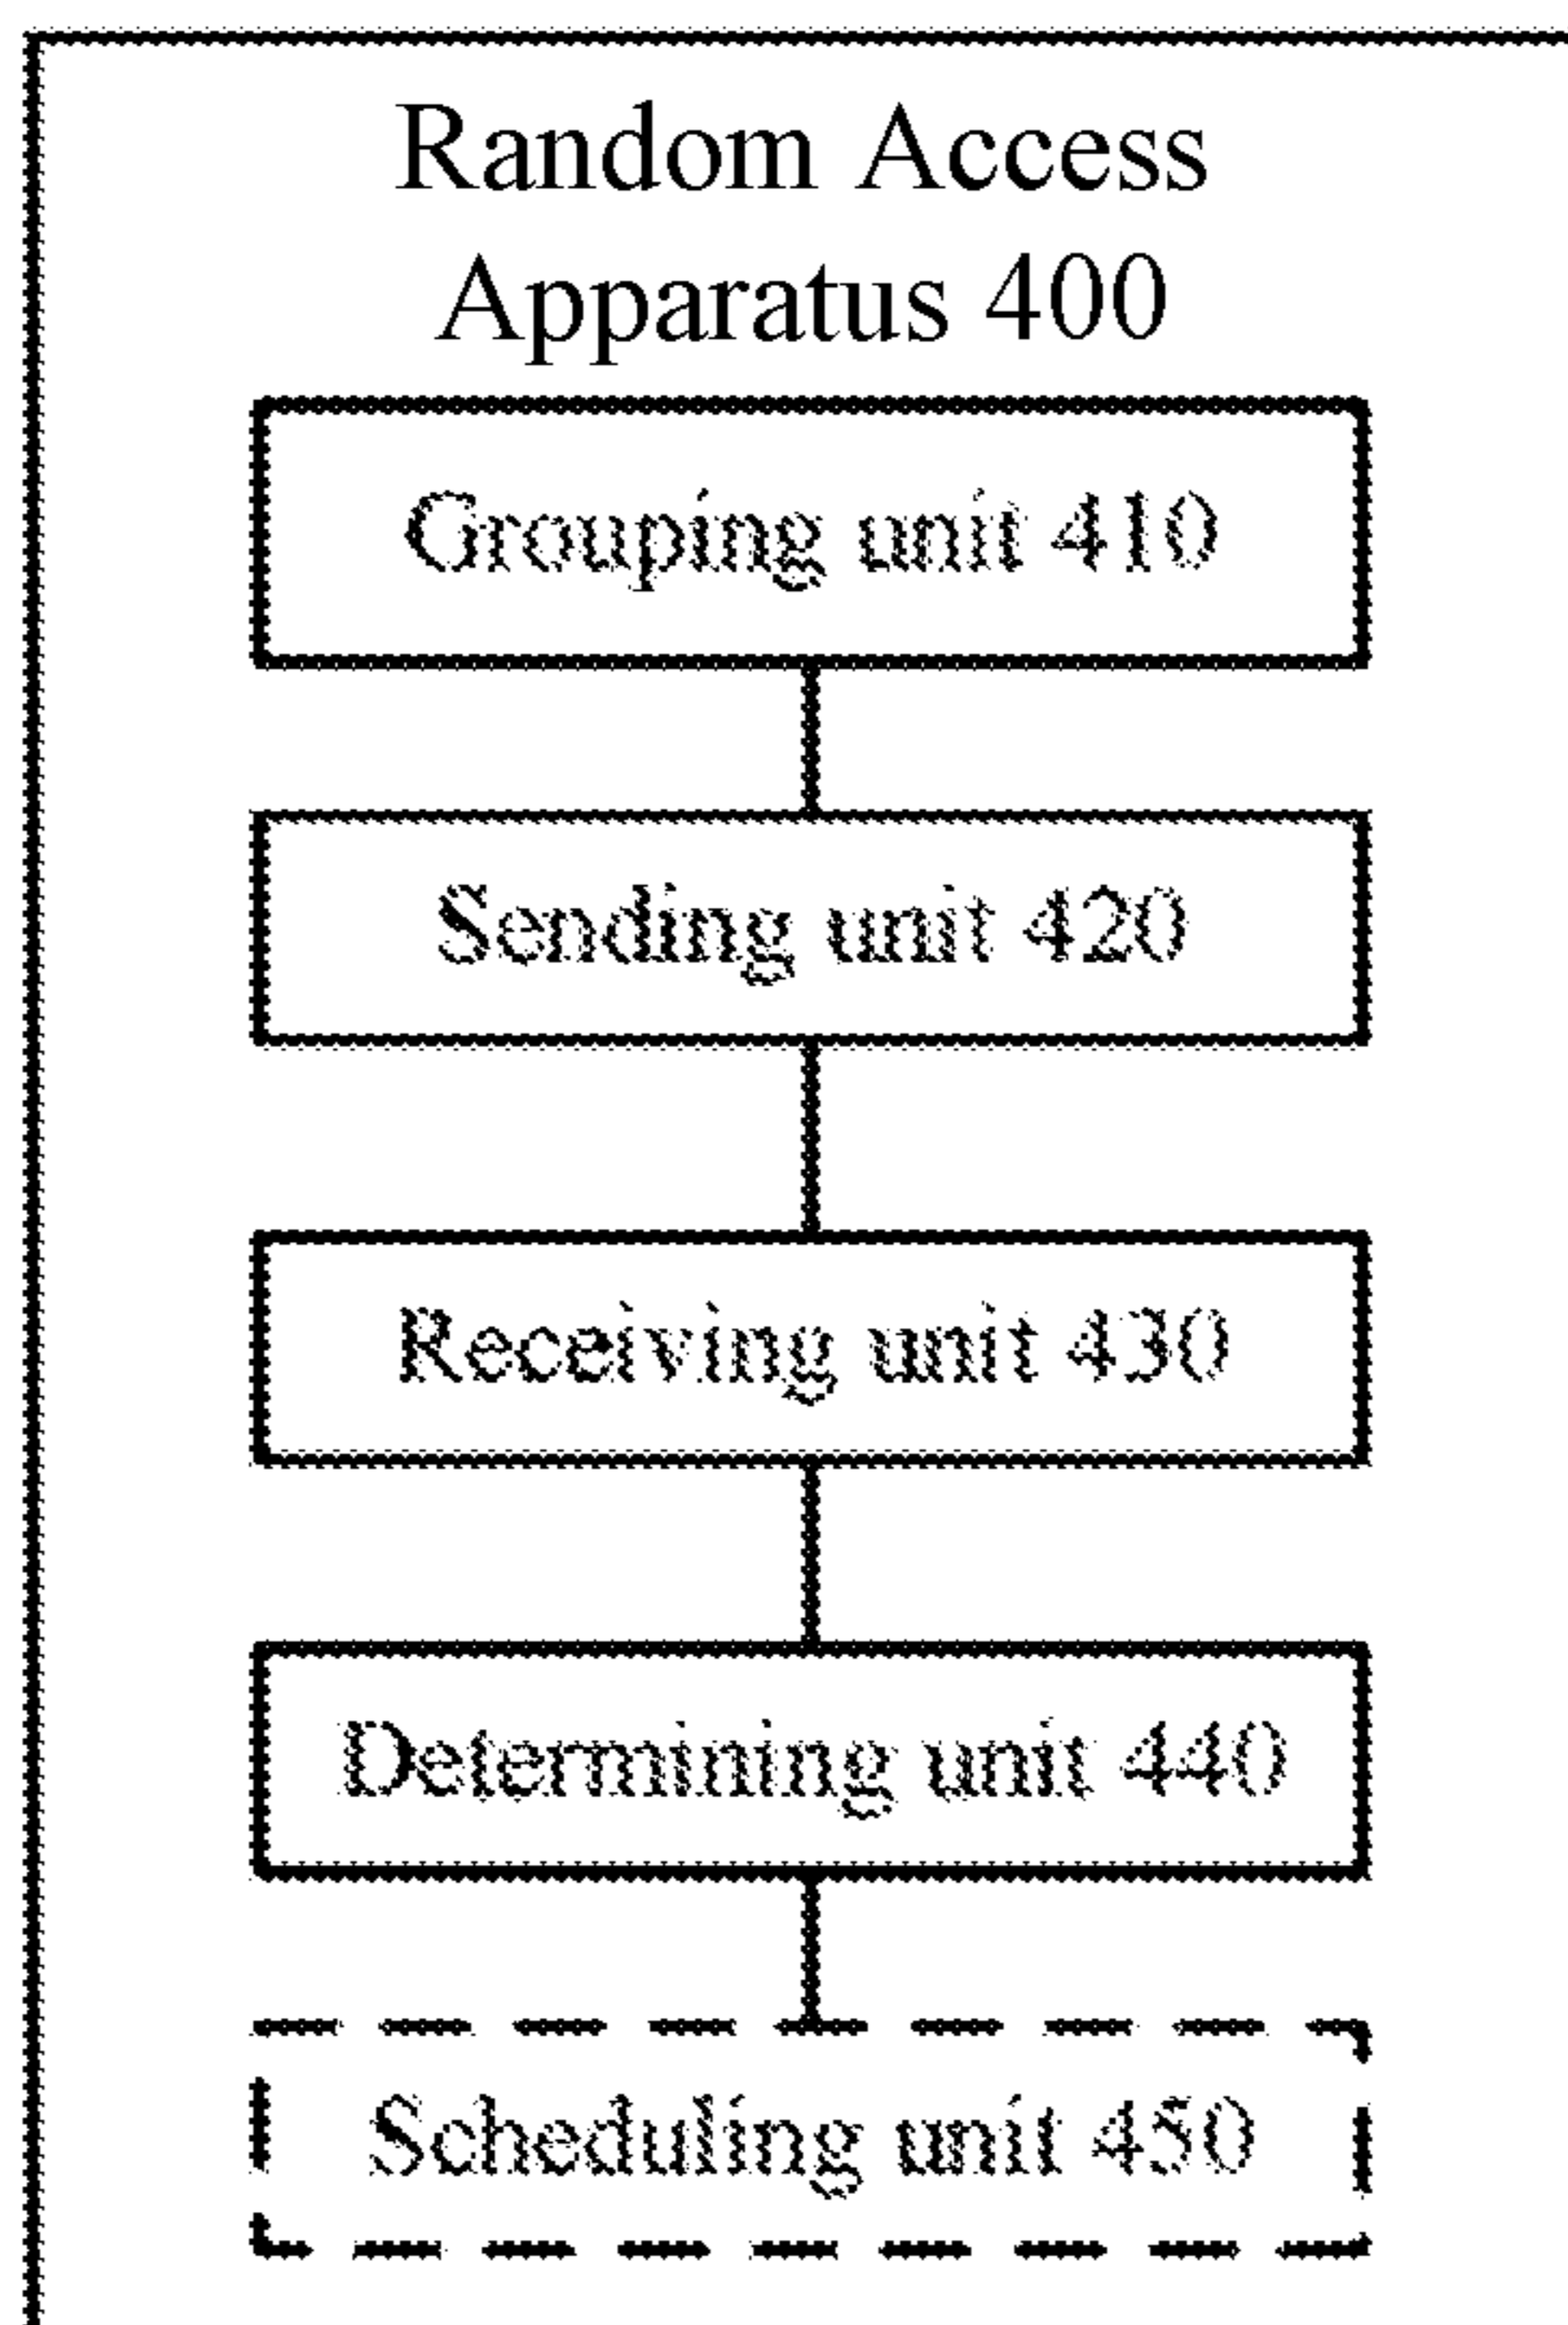 Random Access
Apparatus 400
Grouping unit 410
Sending unit 420
Receiving unit 430
Determining unit 440
Scheduling unit 450